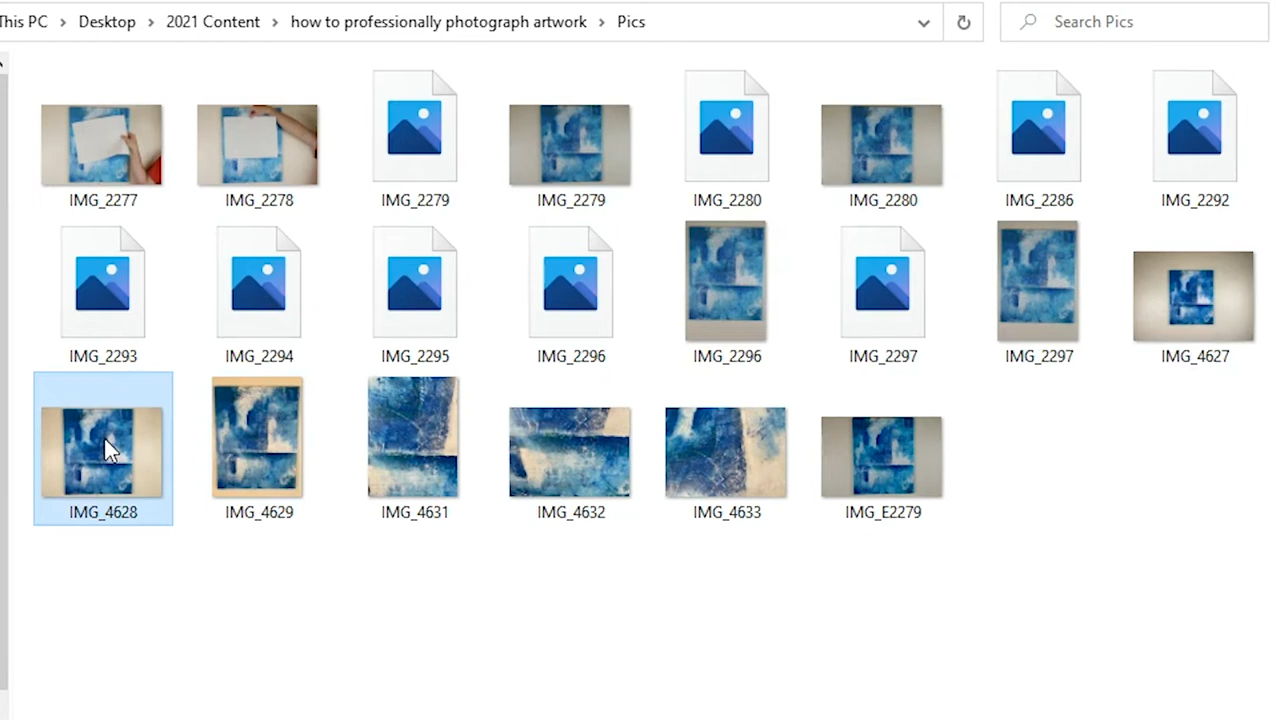 This PC > Desktop > 2021 Content > how to professionally photograph artwork > Pics
Search Pics
IMG_2277 IMG_2278 IMG_2279 IMG_2279 IMG_2280 IMG_2280 IMG_2286 IMG_2292
IMG_2293 IMG_2294 IMG_2295 IMG_2296 IMG_2296 IMG_2297 IMG_2297 IMG_4627
IMG_4628 IMG_4629 IMG_4631 IMG_4632 IMG_4633 IMG_E2279